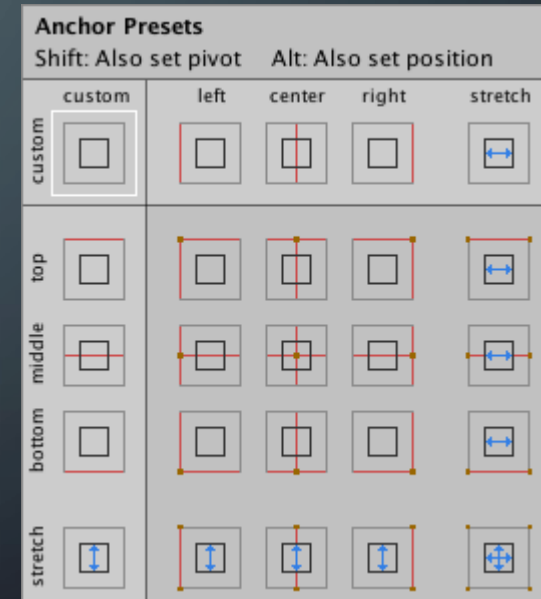 Anchor Presets
Shift: Also set pivot Alt: Also set position
custom left center right stretch
custom
top
middle
bottom
stretch